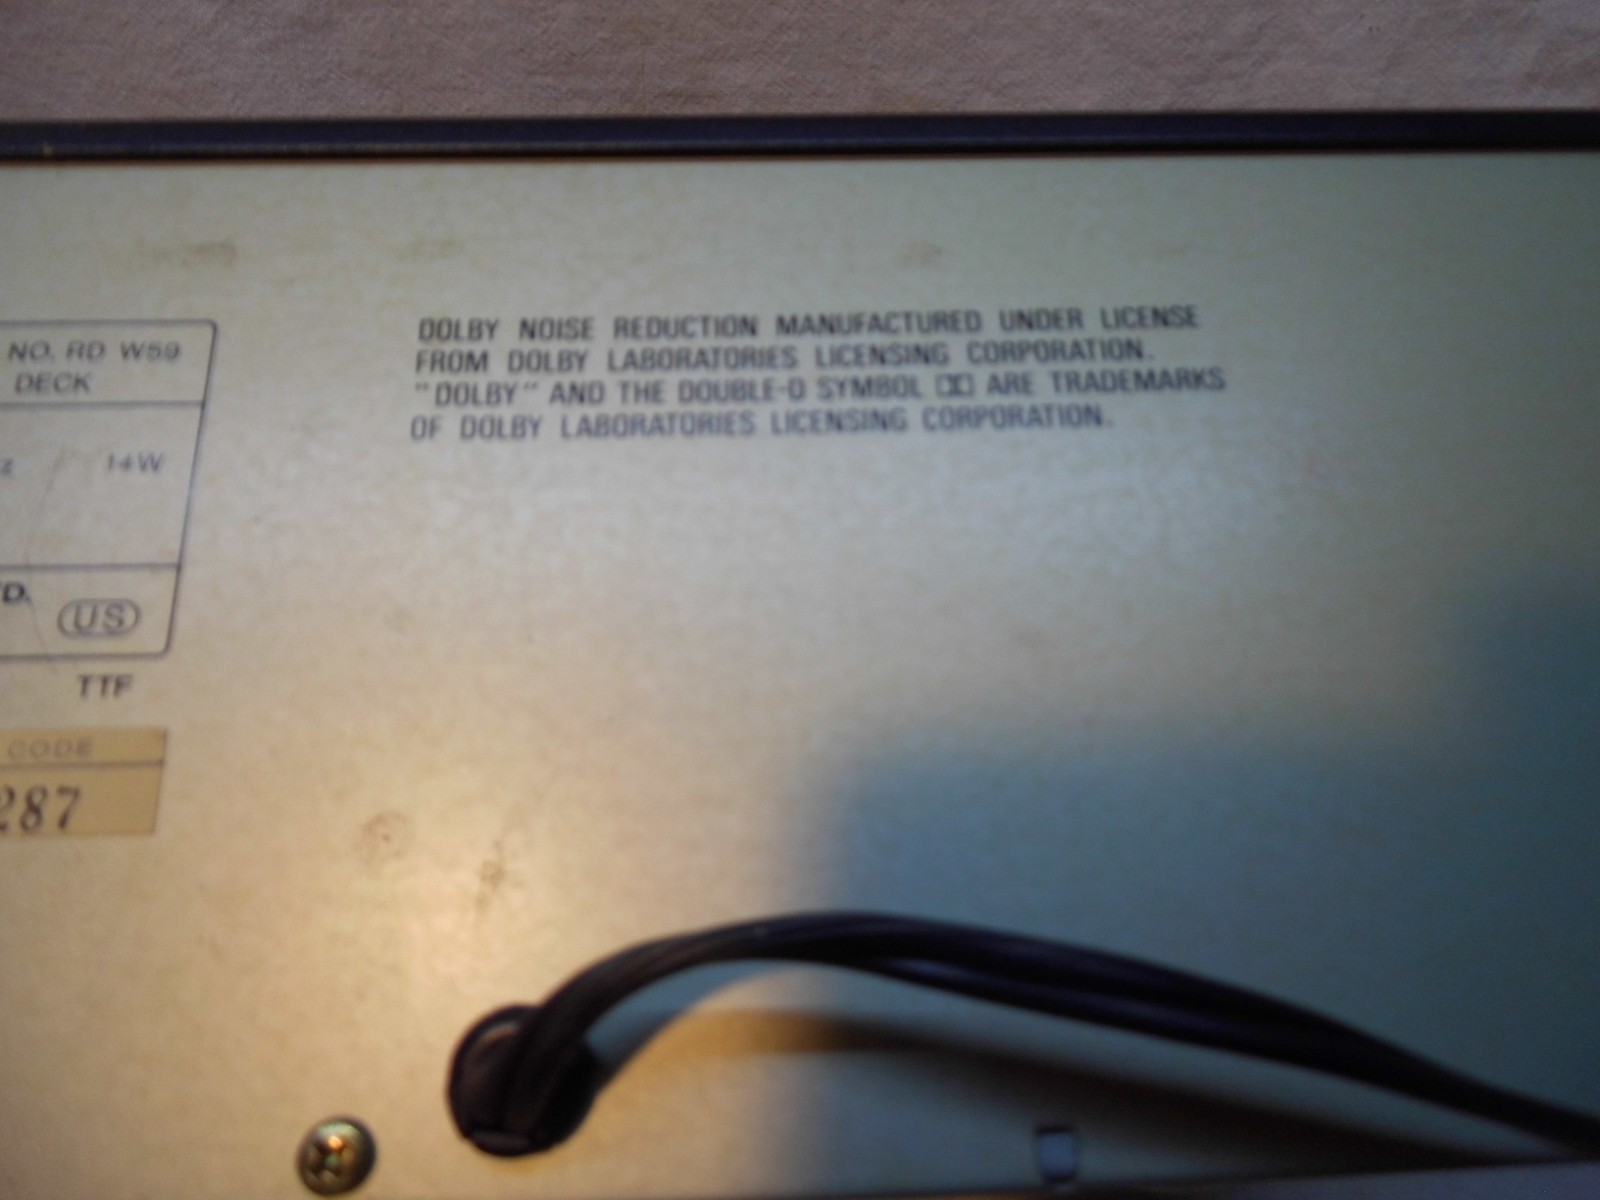 NO. RD W59
DECK
z 14W
D.
US
TTF
CODE
287
DOLBY NOISE REDUCTION MANUFACTURED UNDER LICENSE
FROM DOLBY LABORATORIES LICENSING CORPORATION.
"DOLBY" AND THE DOUBLE-D SYMBOL ARE TRADEMARKS
OF DOLBY LABORATORIES LICENSING CORPORATION.